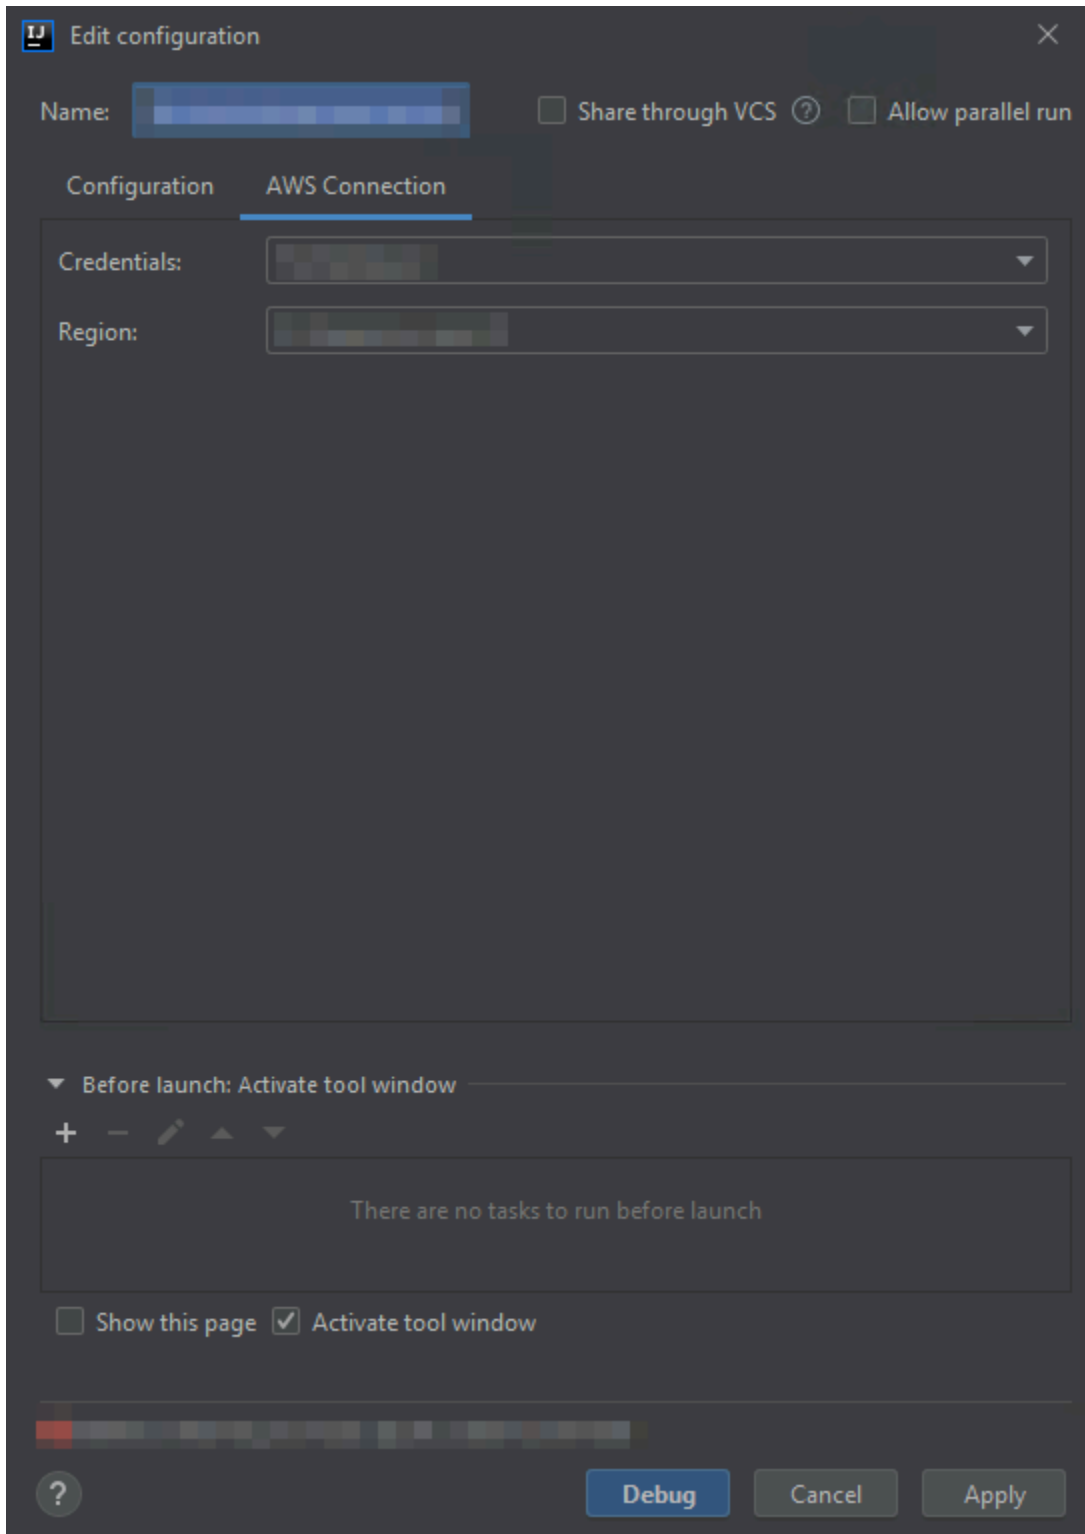 IJ
Edit configuration
Name:
Share through VCS ? Allow parallel run
Configuration AWS Connection
Credentials:
Region:
Before launch: Activate tool window
There are no tasks to run before launch
Show this page Activate tool window
? Debug Cancel Apply